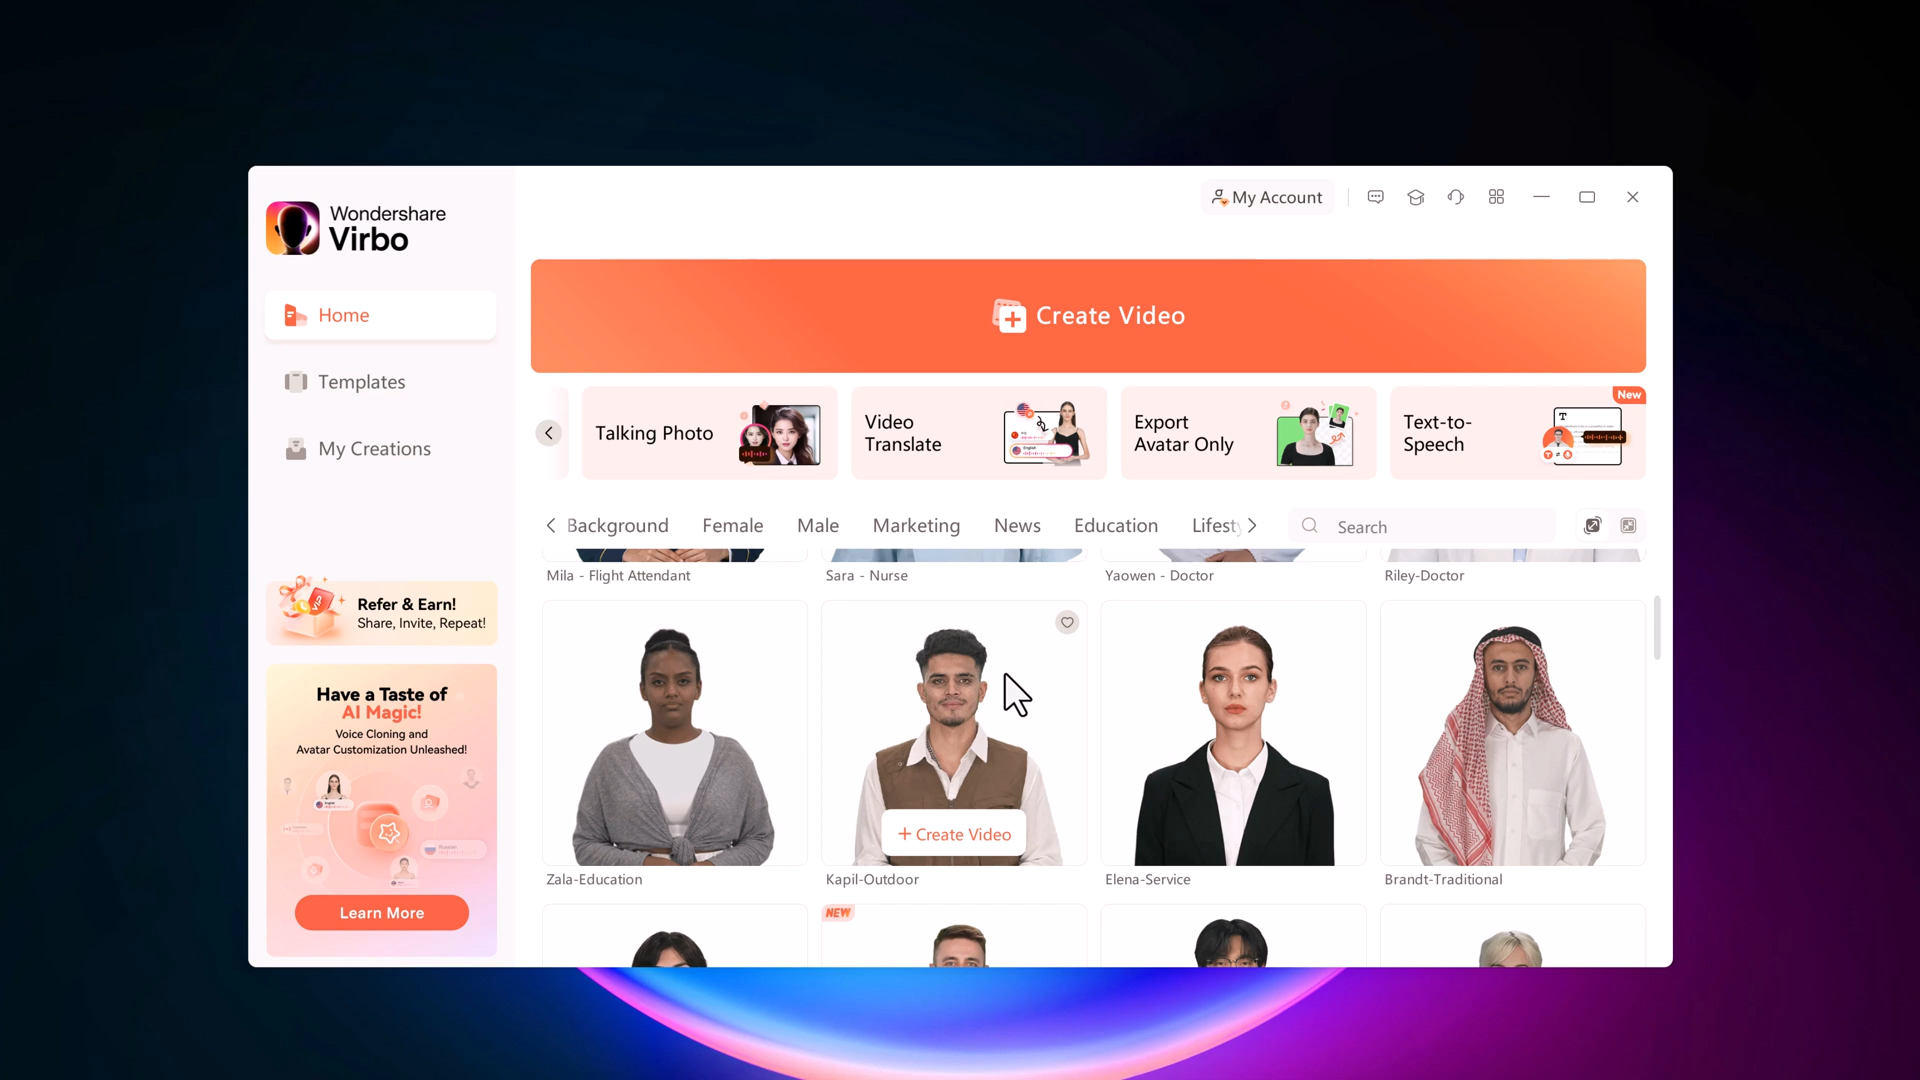 Wondershare
Virbo
My Account
Home
Templates
My Creations
Create Video
Talking Photo
Video
Translate
Export
Avatar Only
New
Text-to-
Speech
Background
Female
Male
Marketing
News
Education
Lifesty
Search
Mila - Flight Attendant
Sara - Nurse
Yaowen - Doctor
Riley-Doctor
Refer & Earn!
Share, Invite, Repeat!
VIP
Have a Taste of
AI Magic!
Voice Cloning and
Avatar Customization Unleashed!
Learn More
+ Create Video
Zala-Education
Kapil-Outdoor
Elena-Service
Brandt-Traditional
NEW